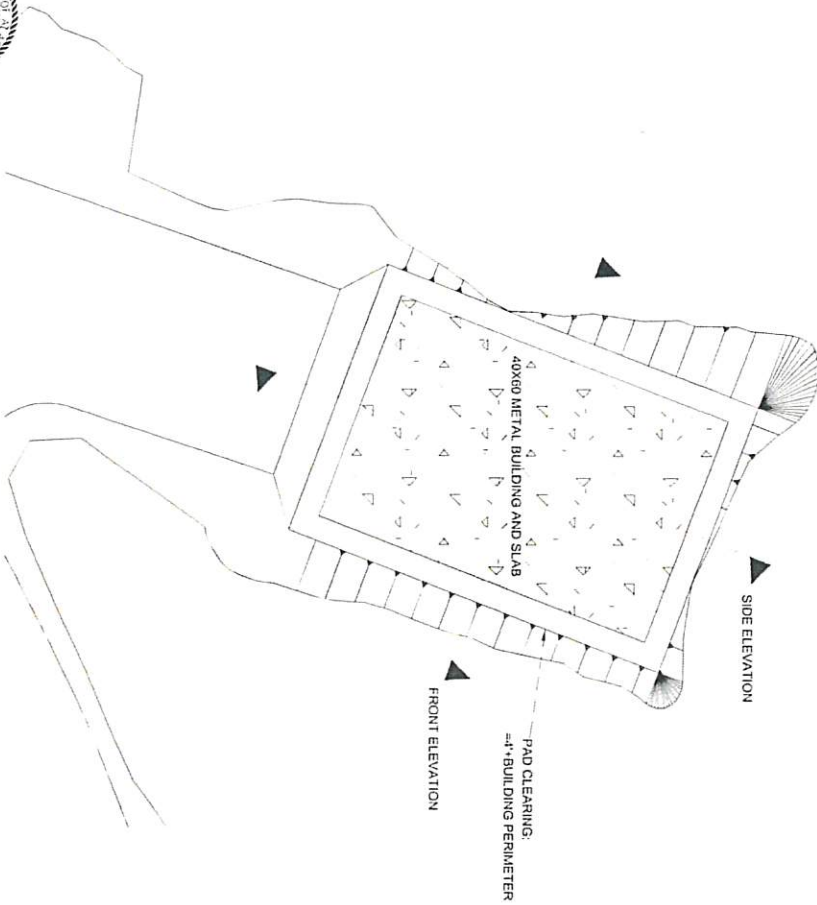 SIDE ELEVATION
40X60 METAL BUILDING AND SLAB
PAD CLEARING:
=4'+BUILDING PERIMETER
FRONT ELEVATION